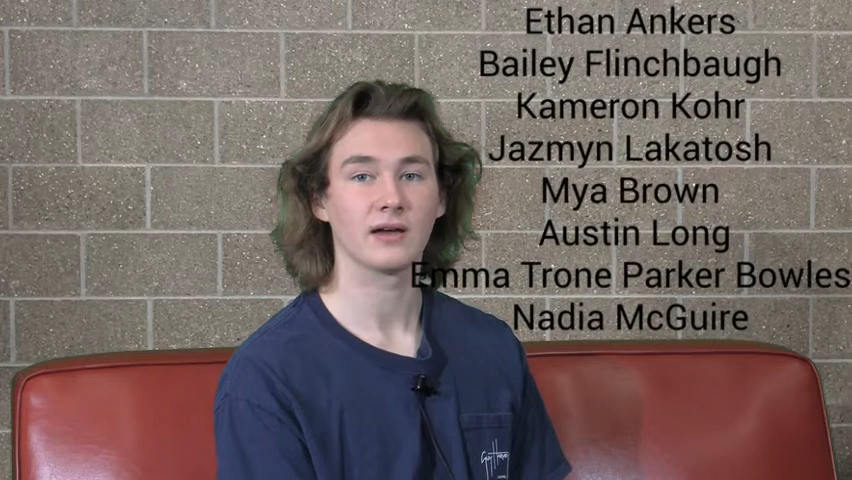 Ethan Ankers
Bailey Flinchbaugh
Kameron Kohr
Jazmyn Lakatosh
Mya Brown
Austin Long
Emma Trone Parker Bowles
Nadia McGuire